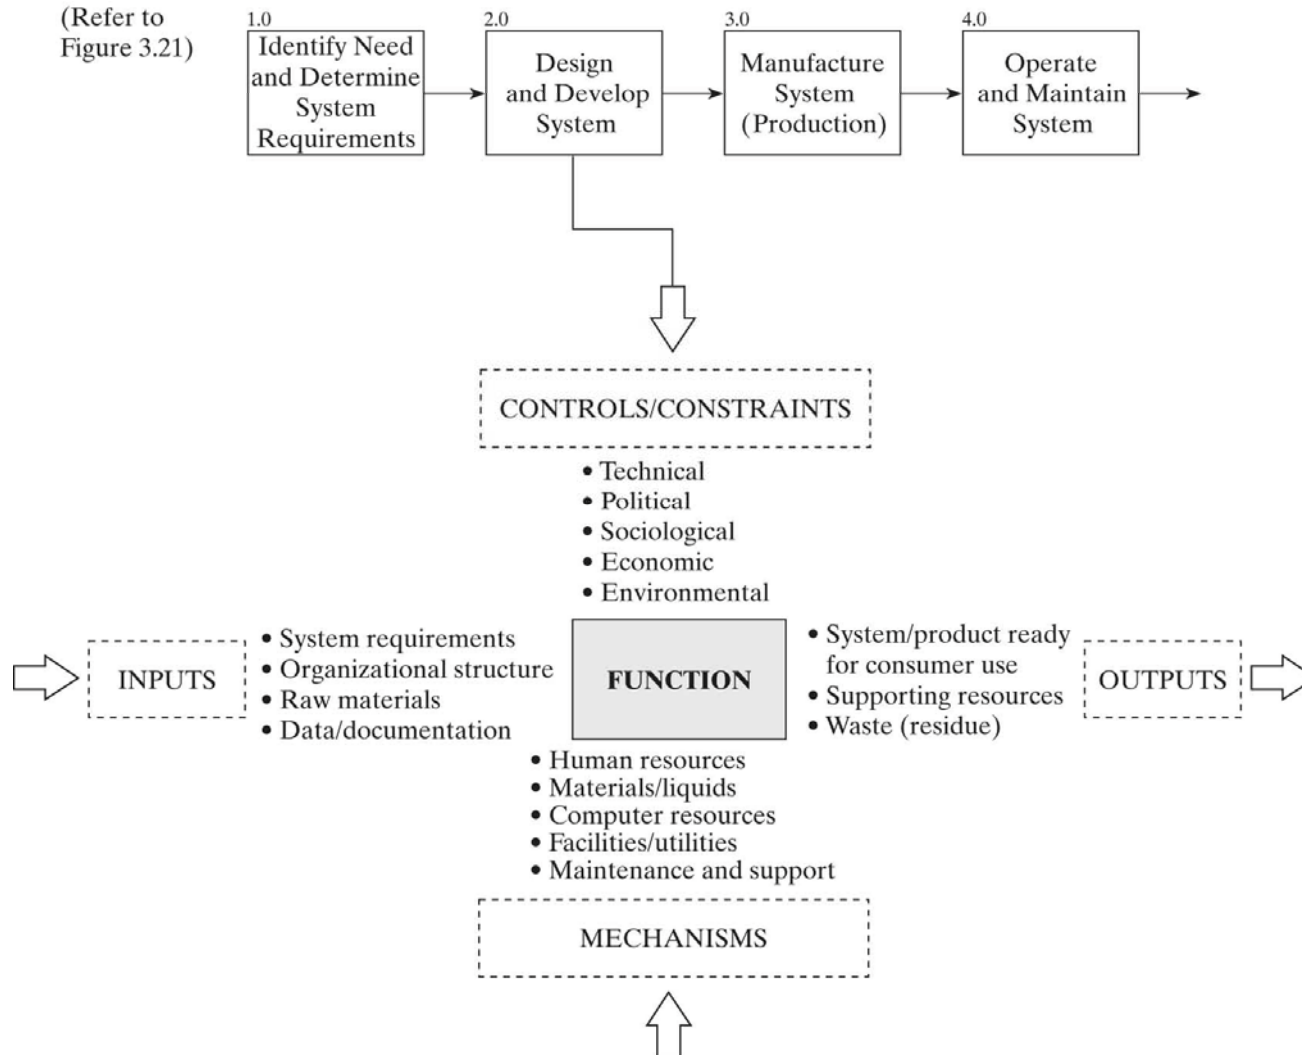 (Refer to
Figure 3.21)
1.0
Identify Need
and Determine
System
Requirements
2.0
Design
and Develop
System
3.0
Manufacture
System
(Production)
4.0
Operate
and Maintain
System
CONTROLS/CONSTRAINTS
• Technical
• Political
• Sociological
• Economic
• Environmental
INPUTS
• System requirements
• Organizational structure
• Raw materials
• Data/documentation
FUNCTION
• System/product ready
for consumer use
• Supporting resources
• Waste (residue)
OUTPUTS
• Human resources
• Materials/liquids
• Computer resources
• Facilities/utilities
• Maintenance and support
MECHANISMS